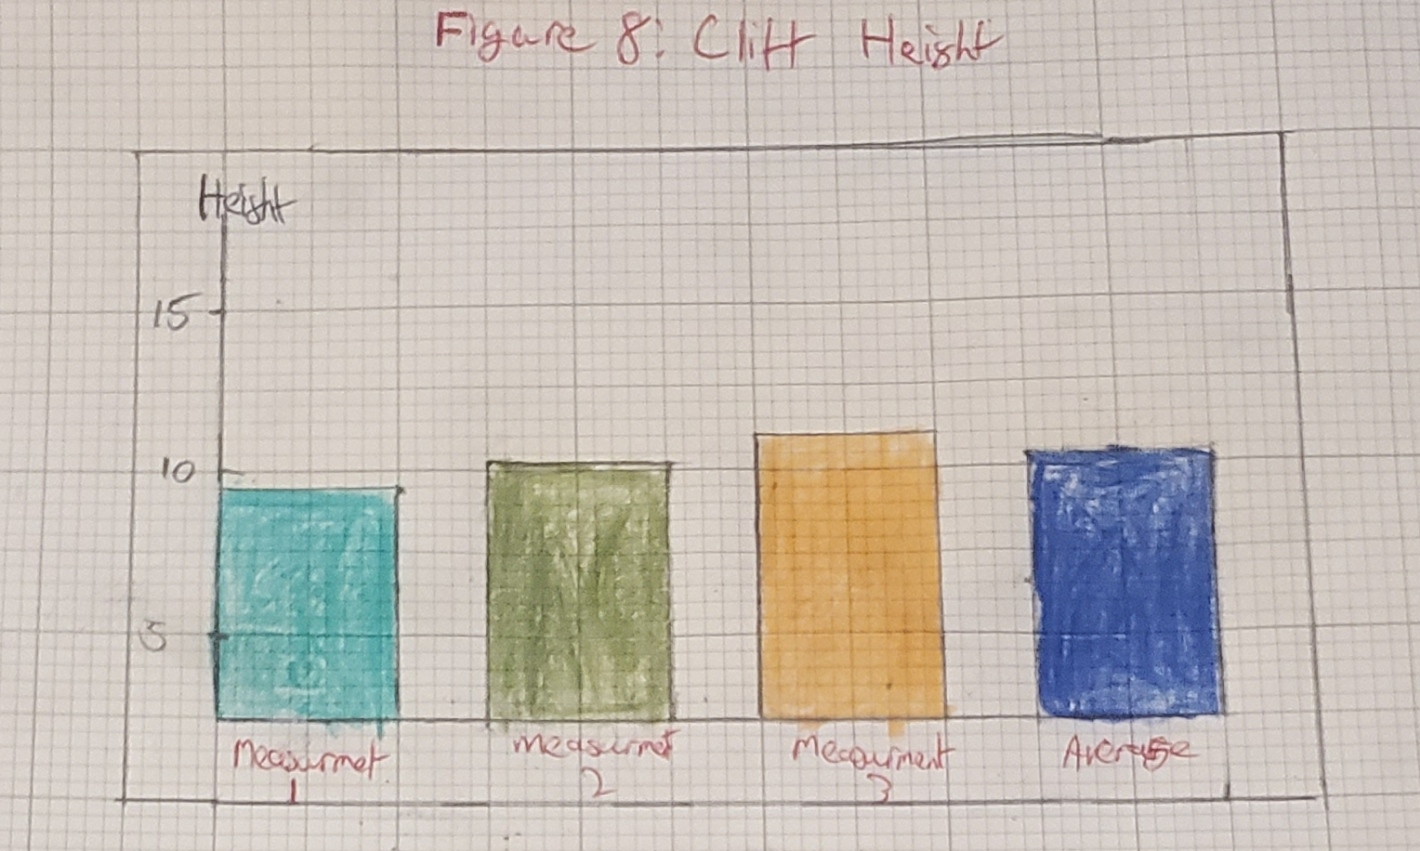 Figure 8: Cliff Height
Height
15
10
5
Measurmet 1
measurmet 2
Measurment 3
Average